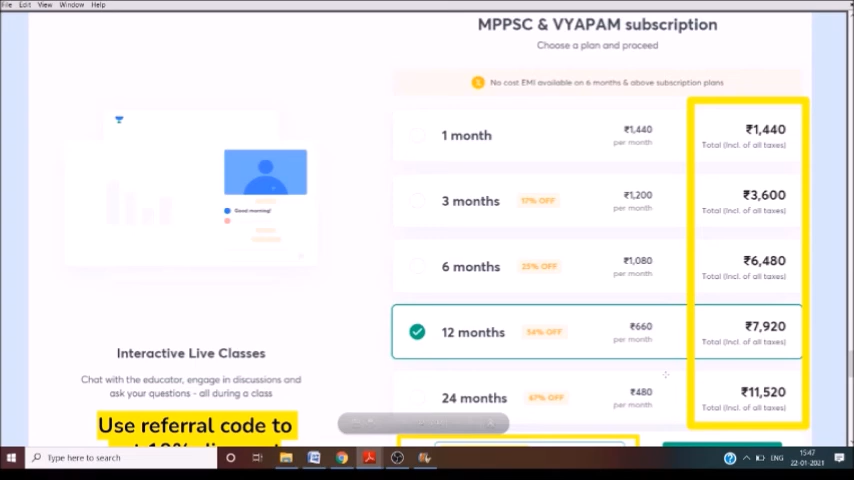 File Edit View Window Help
MPPSC & VYAPAM subscription
Choose a plan and proceed
No cost EMI available on 6 months & above subscription plans
1 month ₹1,440 per month ₹1,440 Total (Incl. of all taxes)
3 months 17% OFF ₹1,200 per month ₹3,600 Total (Incl. of all taxes)
6 months 25% OFF ₹1,080 per month ₹6,480 Total (Incl. of all taxes)
12 months 54% OFF ₹660 per month ₹7,920 Total (Incl. of all taxes)
24 months 67% OFF ₹480 per month ₹11,520 Total (Incl. of all taxes)
Good morning!
Interactive Live Classes
Chat with the educator, engage in discussions and
ask your questions - all during a class
Use referral code to
Type here to search
ENG
15:47
22-01-2021